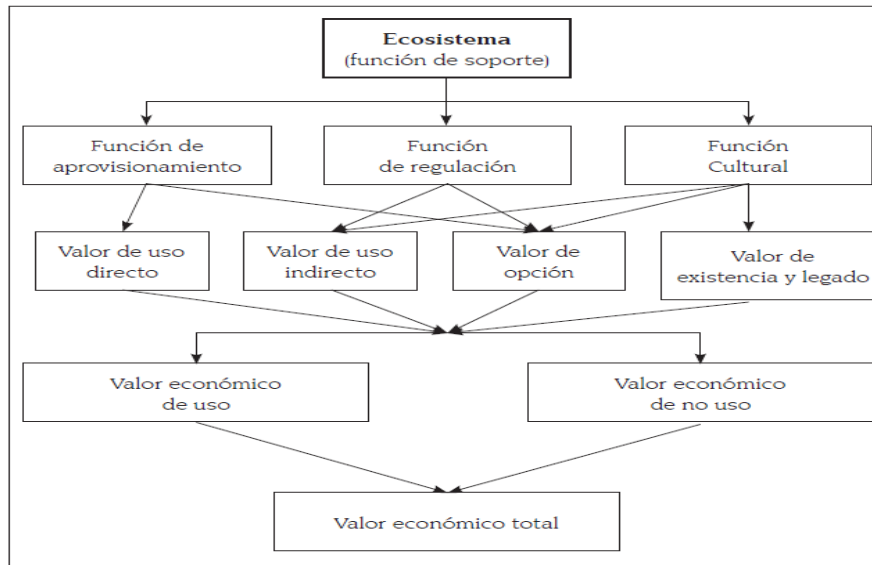 Ecosistema
(función de soporte)
Función de
aprovisionamiento
Función
de regulación
Función
Cultural
Valor de uso
directo
Valor de uso
indirecto
Valor de
opción
Valor de
existencia y legado
Valor económico
de uso
Valor económico
de no uso
Valor económico total